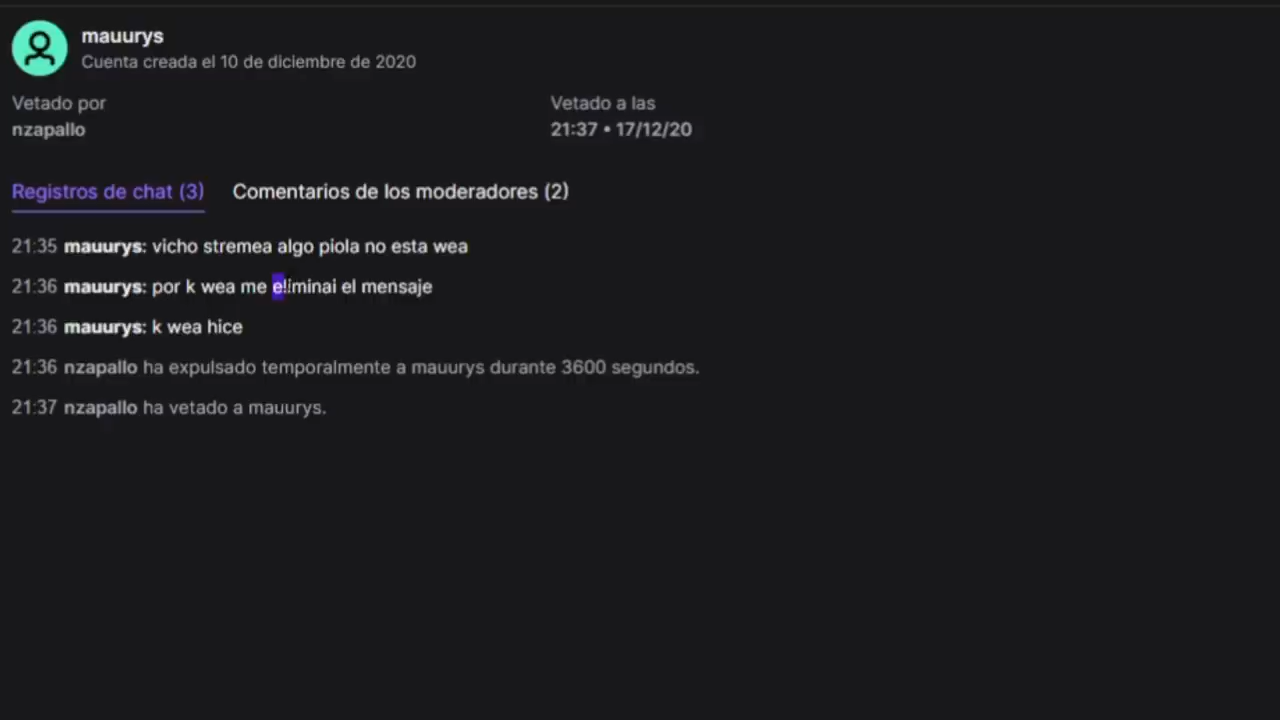 mauurys
Cuenta creada el 10 de diciembre de 2020
Vetado por
Vetado a las
nzapallo
21:37 • 17/12/20
Registros de chat (3)
Comentarios de los moderadores (2)
21:35 mauurys: vicho stremea algo piola no esta wea
21:36 mauurys: por k wea me eliminai el mensaje
21:36 mauurys: k wea hice
21:36 nzapallo ha expulsado temporalmente a mauurys durante 3600 segundos.
21:37 nzapallo ha vetado a mauurys.